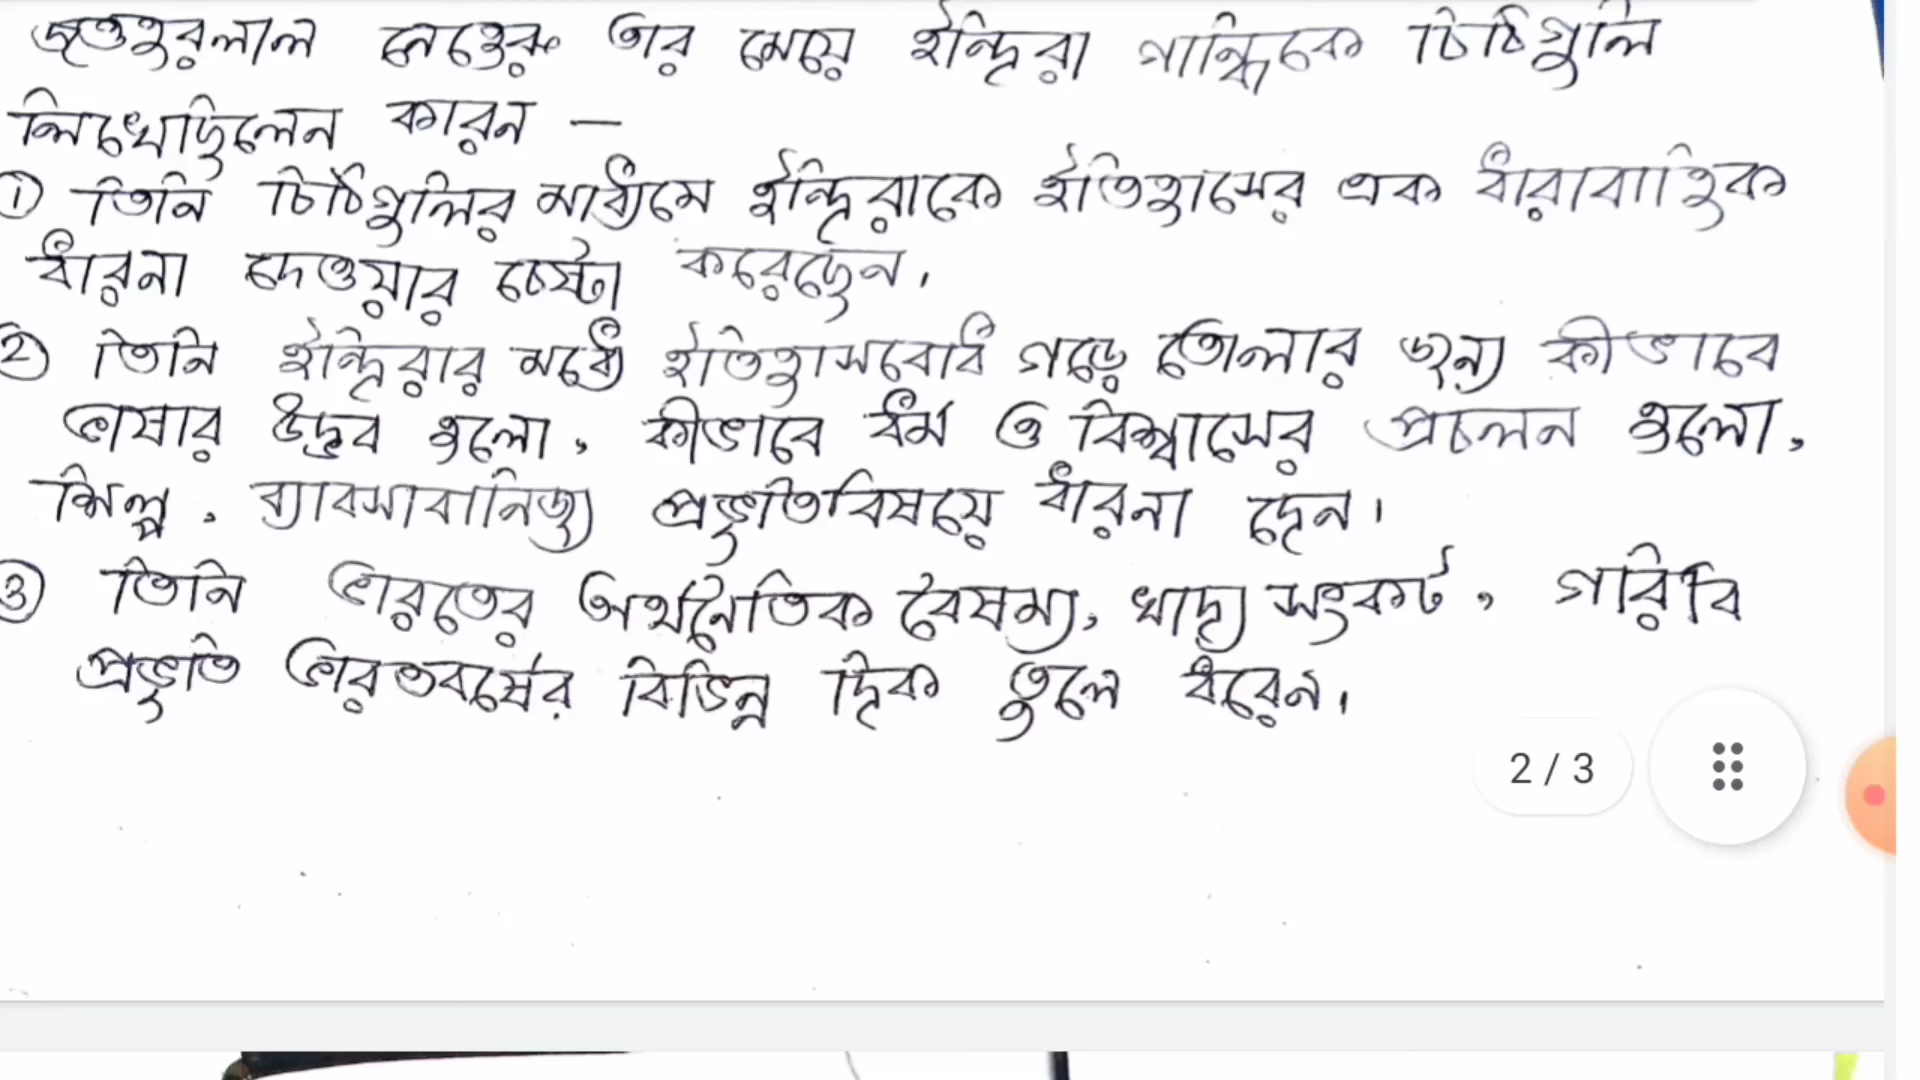 জওহরলাল নেহেরু তার মেয়ে ইন্দিরা গান্ধিকে চিঠিগুলি
লিখেছিলেন কারন –
① তিনি চিঠিগুলির মাধ্যমে ইন্দিরাকে ইতিহাসের এক ধারাবাহিক
ধারনা দেওয়ার চেষ্টা করেছেন।
② তিনি ইন্দিরার মধ্যে ইতিহাসবোধ গড়ে তোলার জন্য কীভাবে
ভাষার উদ্ভব হলো, কীভাবে ধর্ম ও বিশ্বাসের প্রচলন হলো,
শিল্প, ব্যাবসাবানিজ্য প্রভৃতিবিষয়ে ধারনা দেন।
③ তিনি ভারতের অর্থনৈতিক বৈষম্য, খাদ্য সংকট, গরিবি
প্রভৃতি ভারতবর্ষের বিভিন্ন দিক তুলে ধরেন।
2 / 3